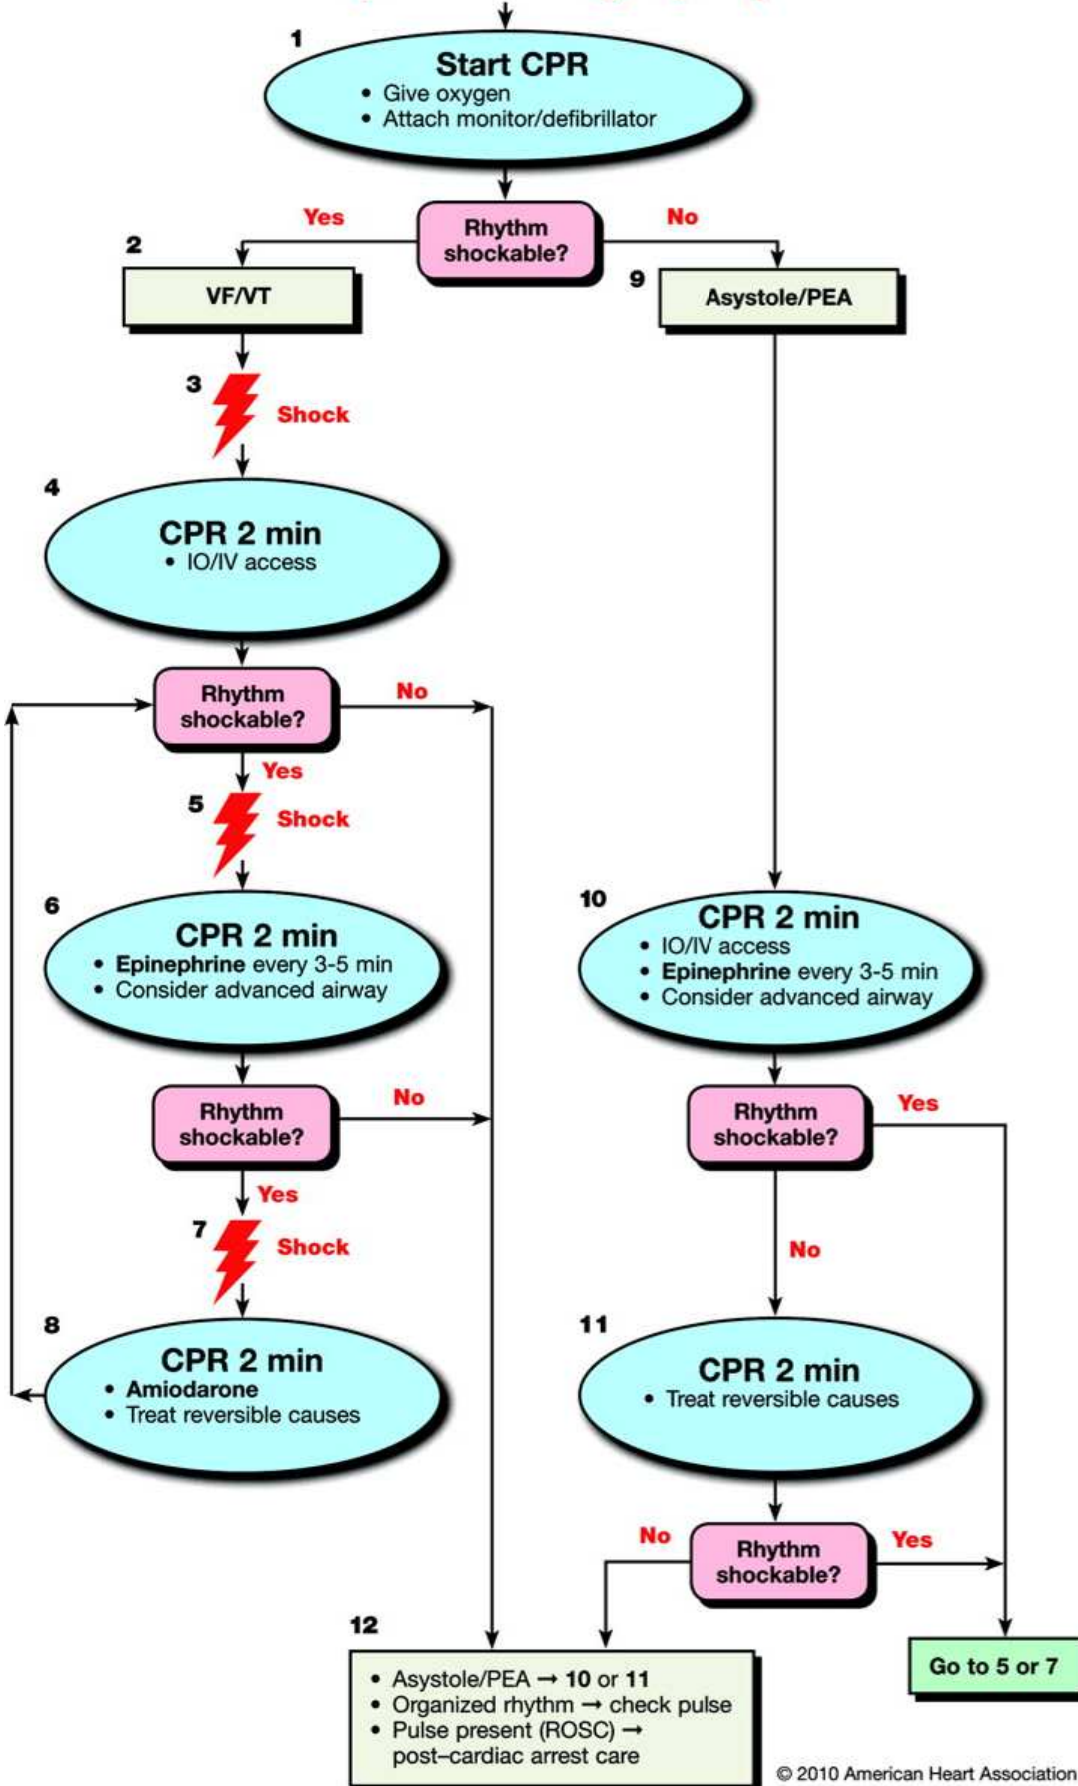 1
Start CPR
• Give oxygen
• Attach monitor/defibrillator
Rhythm
shockable?
Yes
No
2
VF/VT
9
Asystole/PEA
3
Shock
4
CPR 2 min
• IO/IV access
Rhythm
shockable?
No
Yes
5
Shock
6
CPR 2 min
• Epinephrine every 3-5 min
• Consider advanced airway
10
CPR 2 min
• IO/IV access
• Epinephrine every 3-5 min
• Consider advanced airway
Rhythm
shockable?
No
Yes
Rhythm
shockable?
Yes
No
7
Shock
8
CPR 2 min
• Amiodarone
• Treat reversible causes
11
CPR 2 min
• Treat reversible causes
Rhythm
shockable?
No
Yes
12
• Asystole/PEA → 10 or 11
• Organized rhythm → check pulse
• Pulse present (ROSC) →
post–cardiac arrest care
Go to 5 or 7
© 2010 American Heart Association